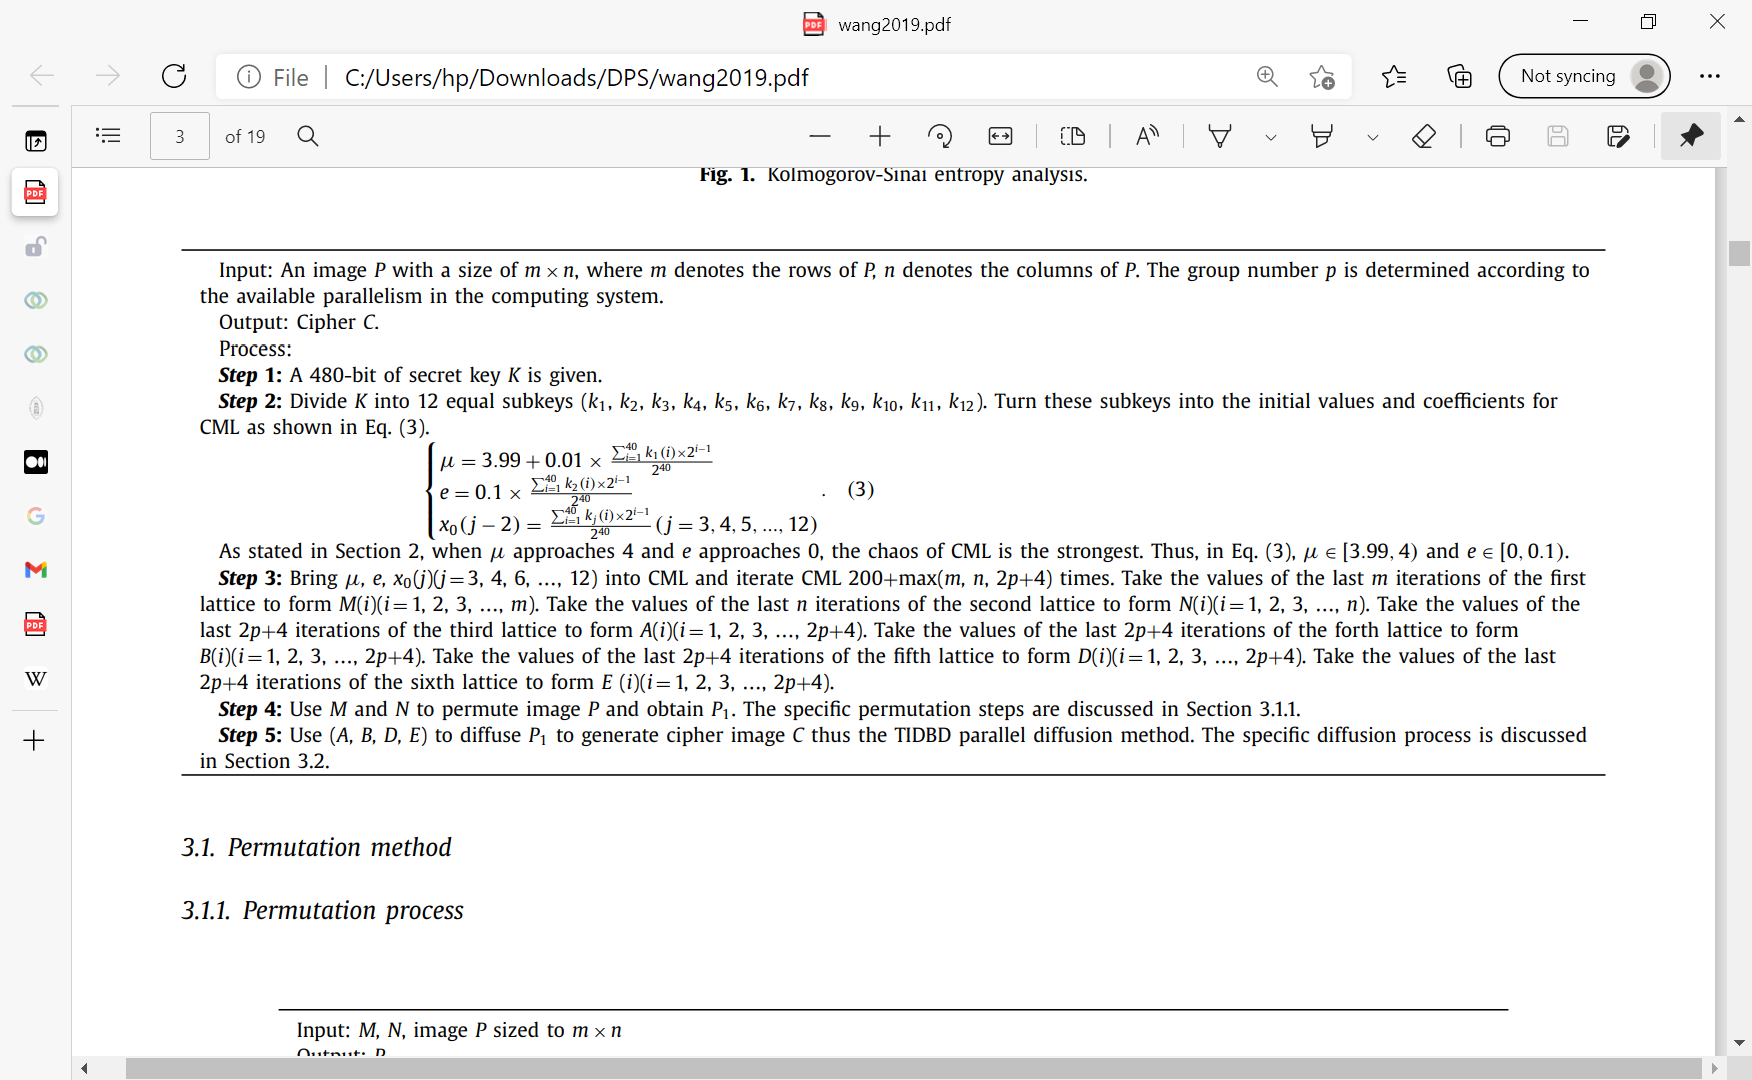 wang2019.pdf
File | C:/Users/hp/Downloads/DPS/wang2019.pdf
Not syncing
3 of 19
Fig. 1. Kolmogorov-Sinai entropy analysis.
Input: An image P with a size of m × n, where m denotes the rows of P, n denotes the columns of P. The group number p is determined according to
the available parallelism in the computing system.
Output: Cipher C.
Process:
Step 1: A 480-bit of secret key K is given.
Step 2: Divide K into 12 equal subkeys (k₁, k₂, k₃, k₄, k₅, k₆, k₇, k₈, k₉, k₁₀, k₁₁, k₁₂). Turn these subkeys into the initial values and coefficients for
CML as shown in Eq. (3).
μ = 3.99 + 0.01 × ∑⁴⁰ᵢ₌₁ k₁(i)×2ⁱ⁻¹ / 2⁴⁰
e = 0.1 × ∑⁴⁰ᵢ₌₁ k₂(i)×2ⁱ⁻¹ / 2⁴⁰ . (3)
x₀(j − 2) = ∑⁴⁰ᵢ₌₁ kⱼ(i)×2ⁱ⁻¹ / 2⁴⁰ (j = 3, 4, 5, ..., 12)
As stated in Section 2, when μ approaches 4 and e approaches 0, the chaos of CML is the strongest. Thus, in Eq. (3), μ ∈ [3.99, 4) and e ∈ [0, 0.1).
Step 3: Bring μ, e, x₀(j)(j=3, 4, 6, ..., 12) into CML and iterate CML 200+max(m, n, 2p+4) times. Take the values of the last m iterations of the first
lattice to form M(i)(i=1, 2, 3, ..., m). Take the values of the last n iterations of the second lattice to form N(i)(i=1, 2, 3, ..., n). Take the values of the
last 2p+4 iterations of the third lattice to form A(i)(i=1, 2, 3, ..., 2p+4). Take the values of the last 2p+4 iterations of the forth lattice to form
B(i)(i=1, 2, 3, ..., 2p+4). Take the values of the last 2p+4 iterations of the fifth lattice to form D(i)(i=1, 2, 3, ..., 2p+4). Take the values of the last
2p+4 iterations of the sixth lattice to form E (i)(i=1, 2, 3, ..., 2p+4).
Step 4: Use M and N to permute image P and obtain P₁. The specific permutation steps are discussed in Section 3.1.1.
Step 5: Use (A, B, D, E) to diffuse P₁ to generate cipher image C thus the TIDBD parallel diffusion method. The specific diffusion process is discussed
in Section 3.2.
3.1. Permutation method
3.1.1. Permutation process
Input: M, N, image P sized to m × n
Output: P